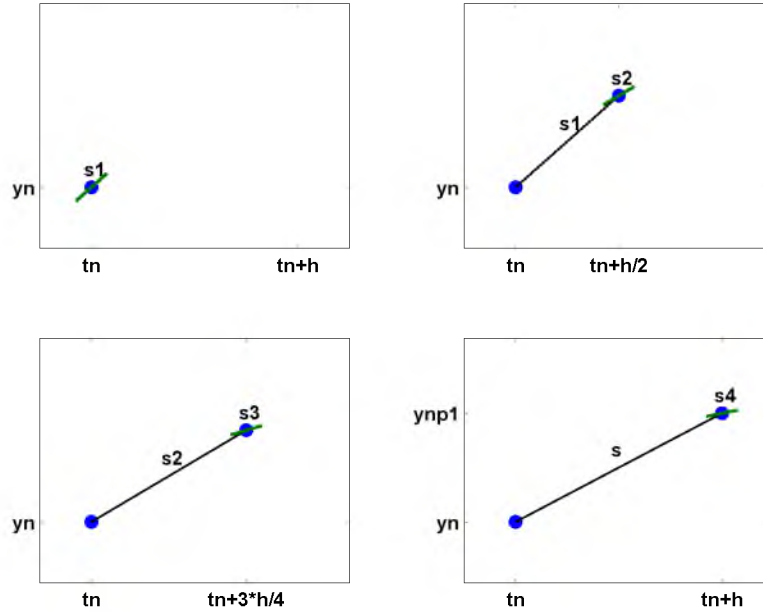 s1
yn
tn
tn+h
s2
s1
yn
tn
tn+h/2
s3
s2
yn
tn
tn+3*h/4
s4
ynp1
s
yn
tn
tn+h